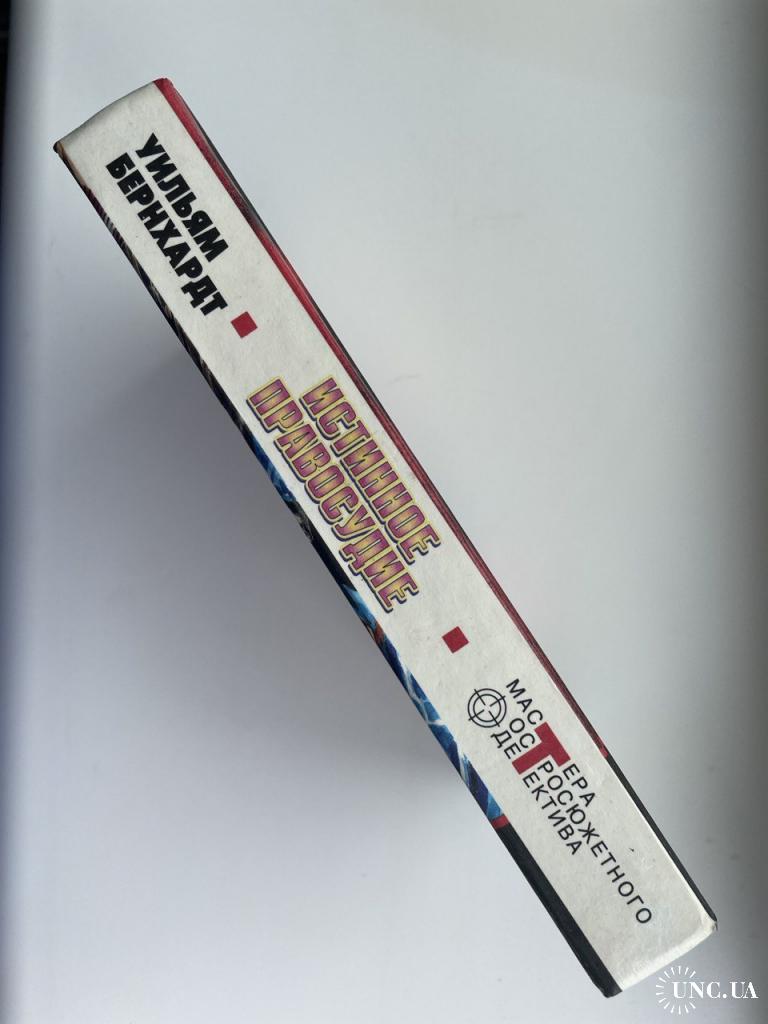 УИЛЬЯМ
БЕРНХАРДТ
ИСТИННОЕ
ПРАВОСУДИЕ
МАСТЕРА
ОСТРОСЮЖЕТНОГО
ДЕТЕКТИВА
UNC.UA